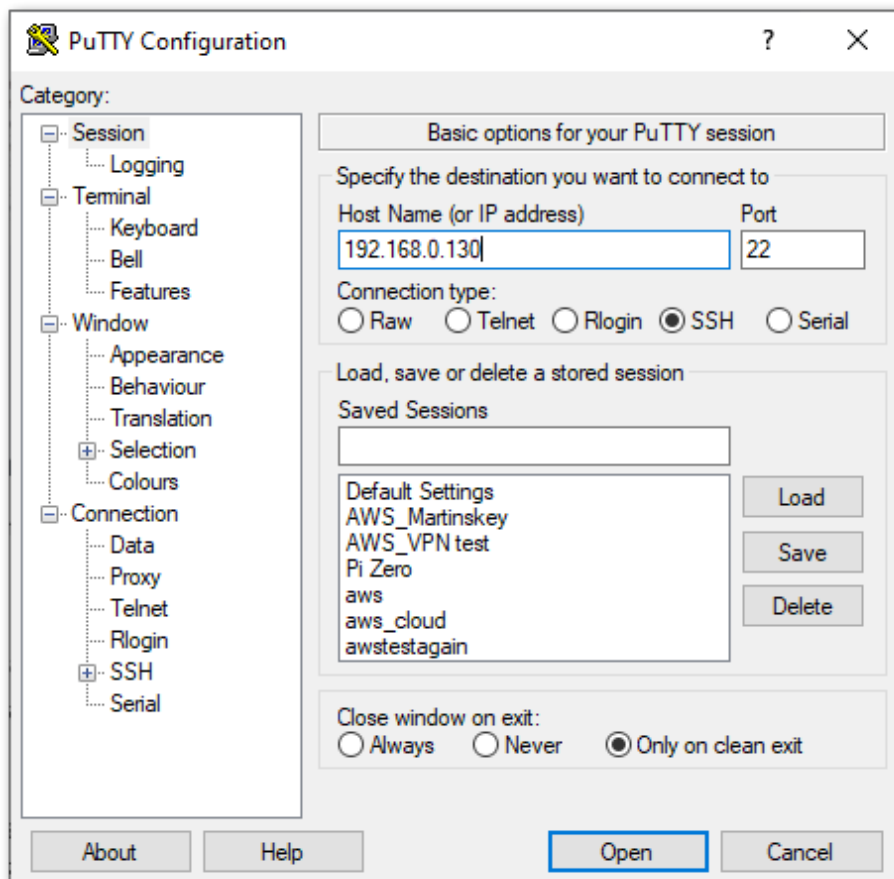 PuTTY Configuration ?
Category:
Session
Logging
Terminal
Keyboard
Bell
Features
Window
Appearance
Behaviour
Translation
Selection
Colours
Connection
Data
Proxy
Telnet
Rlogin
SSH
Serial
Basic options for your PuTTY session
Specify the destination you want to connect to
Host Name (or IP address) Port
192.168.0.130 22
Connection type:
Raw Telnet Rlogin SSH Serial
Load, save or delete a stored session
Saved Sessions
Default Settings
AWS_Martinskey
AWS_VPN test
Pi Zero
aws
aws_cloud
awstestagain
Load
Save
Delete
Close window on exit:
Always Never Only on clean exit
About Help Open Cancel